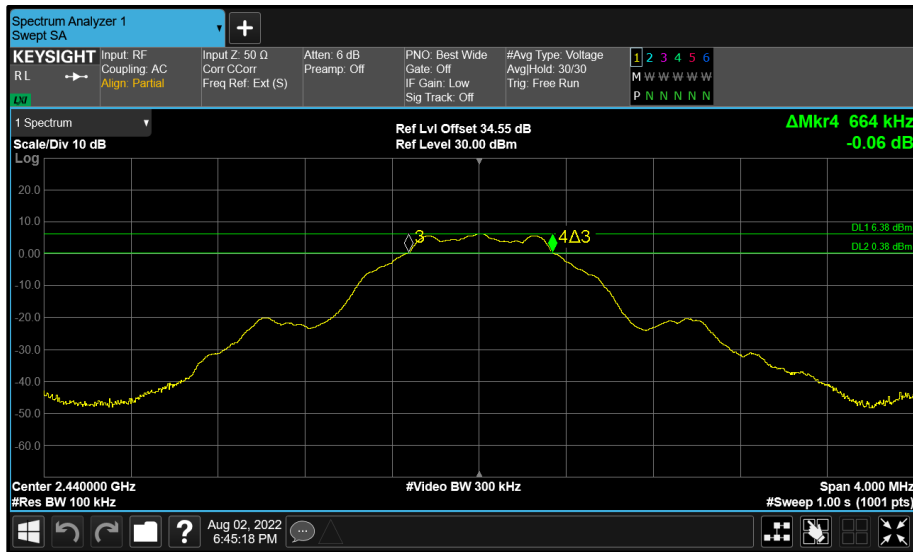 Spectrum Analyzer 1
Swept SA
+
KEYSIGHT
RL
LXI
Input: RF
Coupling: AC
Align: Partial
Input Z: 50 Ω
Corr CCorr
Freq Ref: Ext (S)
Atten: 6 dB
Preamp: Off
PNO: Best Wide
Gate: Off
IF Gain: Low
Sig Track: Off
#Avg Type: Voltage
Avg|Hold: 30/30
Trig: Free Run
1 2 3 4 5 6
M W W W W W
P N N N N N
1 Spectrum
Scale/Div 10 dB
Log
Ref Lvl Offset 34.55 dB
Ref Level 30.00 dBm
ΔMkr4 664 kHz
-0.06 dB
20.0
10.0
0.00
-10.0
-20.0
-30.0
-40.0
-50.0
-60.0
3
4Δ3
DL1 6.38 dBm
DL2 0.38 dBm
Center 2.440000 GHz
#Res BW 100 kHz
#Video BW 300 kHz
Span 4.000 MHz
#Sweep 1.00 s (1001 pts)
?
Aug 02, 2022
6:45:18 PM